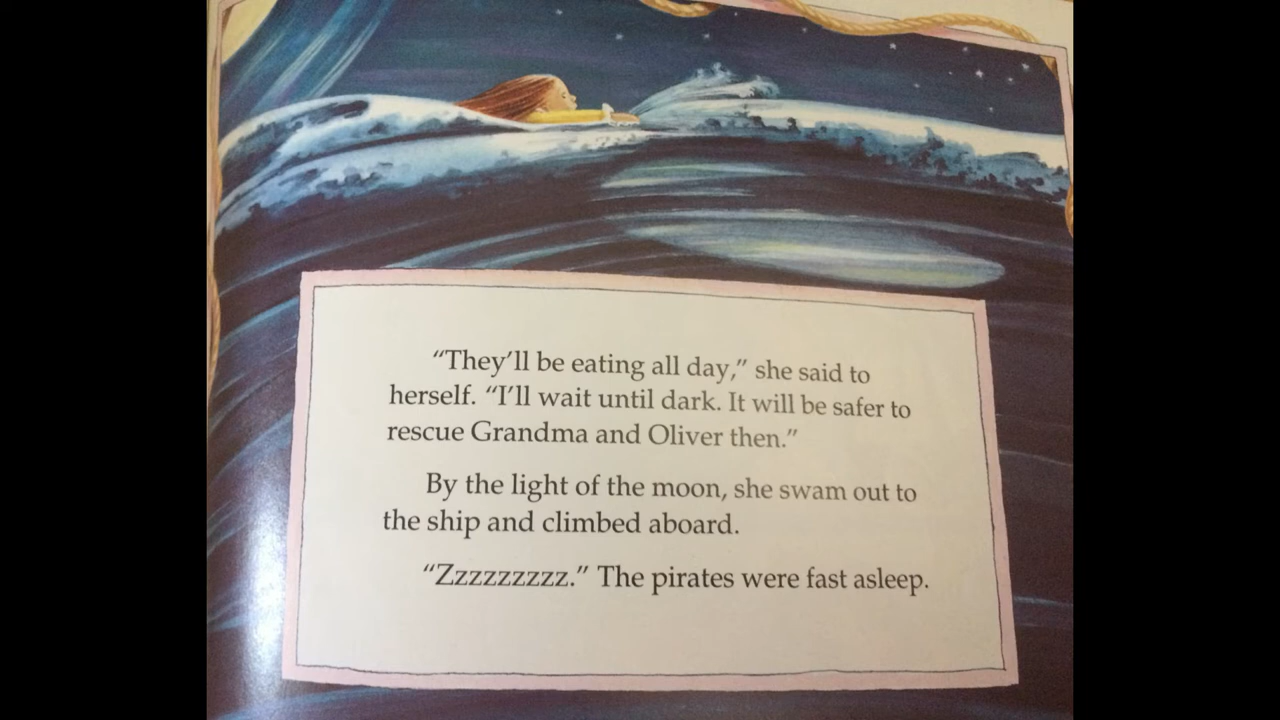 “They’ll be eating all day,” she said to
herself. “I’ll wait until dark. It will be safer to
rescue Grandma and Oliver then.”
By the light of the moon, she swam out to
the ship and climbed aboard.
“Zzzzzzzzz.” The pirates were fast asleep.